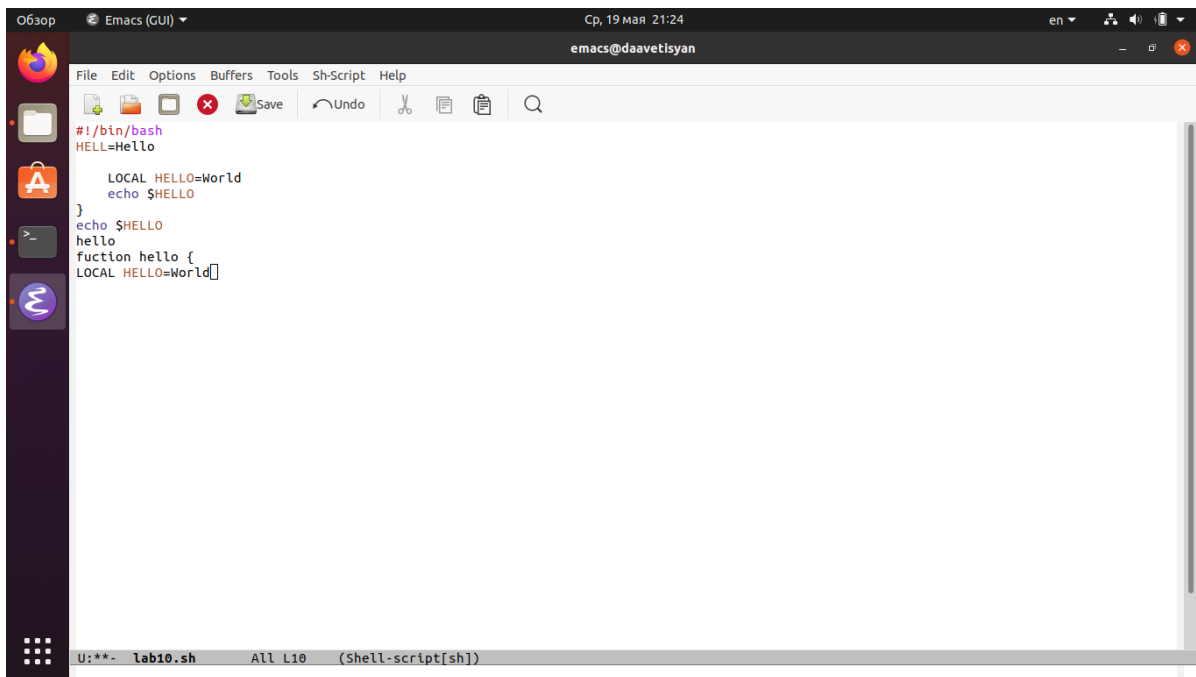 Обзор Emacs (GUI) Ср, 19 мая 21:24 en
emacs@daavetisyan
File Edit Options Buffers Tools Sh-Script Help
Save Undo
#!/bin/bash
HELL=Hello
LOCAL HELLO=World
echo $HELLO
}
echo $HELLO
hello
fuction hello {
LOCAL HELLO=World
U:**- lab10.sh All L10 (Shell-script[sh])